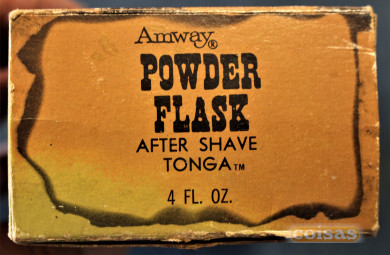 Amway®
POWDER
FLASK
AFTER SHAVE
TONGA™
4 FL. OZ.
coisas